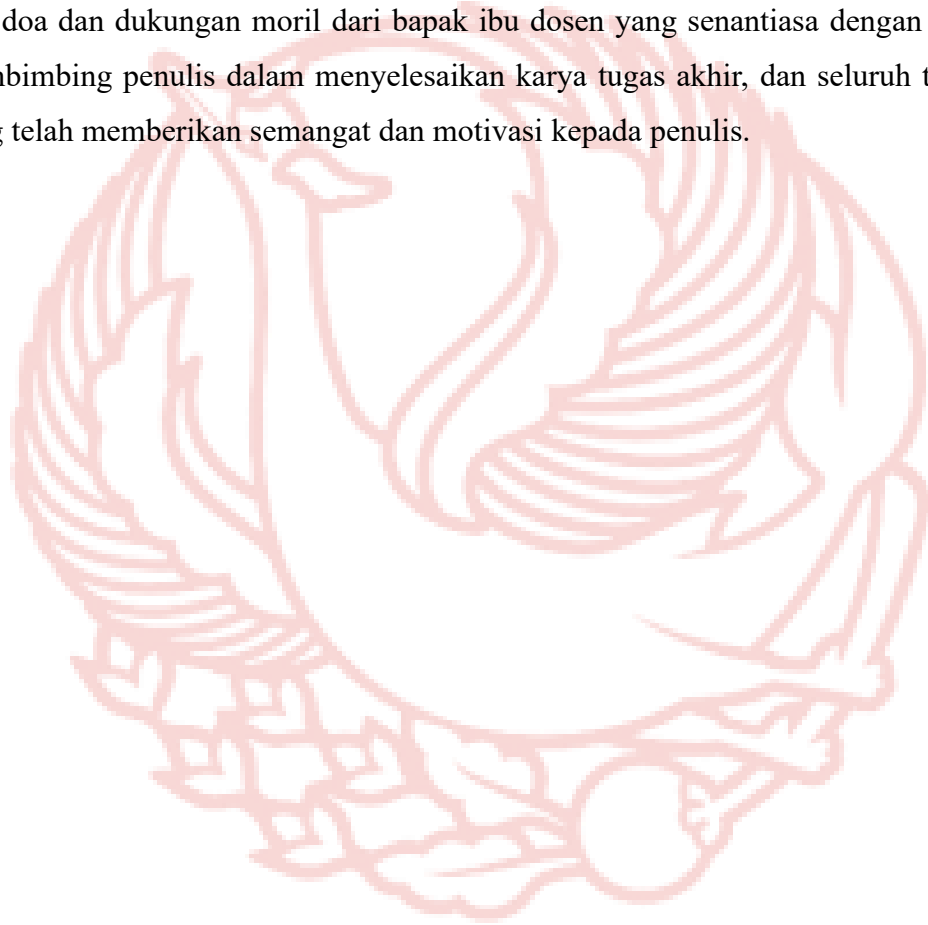 doa dan dukungan moril dari bapak ibu dosen yang senantiasa dengan
penulis dalam menyelesaikan karya tugas akhir, dan seluruh
telah memberikan semangat dan motivasi kepada penulis.